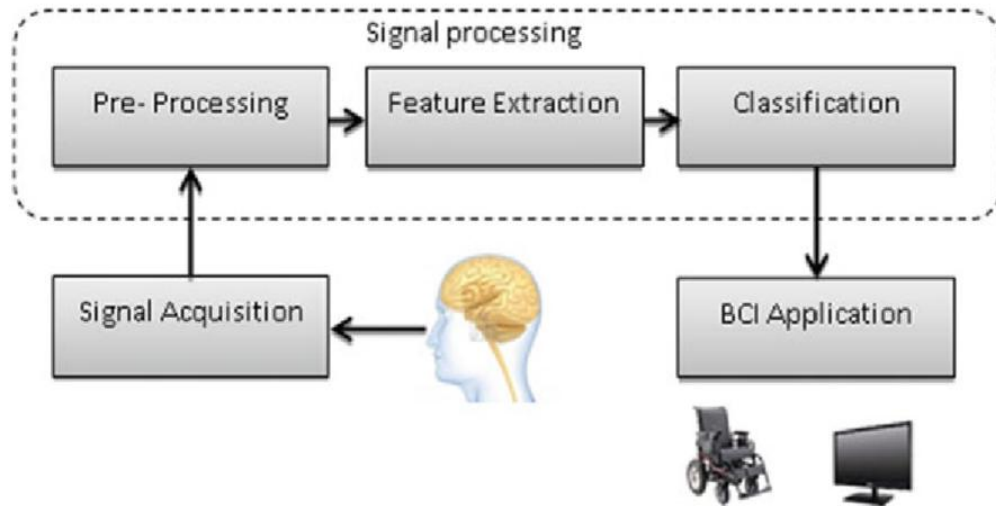 Signal processing
Pre- Processing
Feature Extraction
Classification
Signal Acquisition
BCI Application